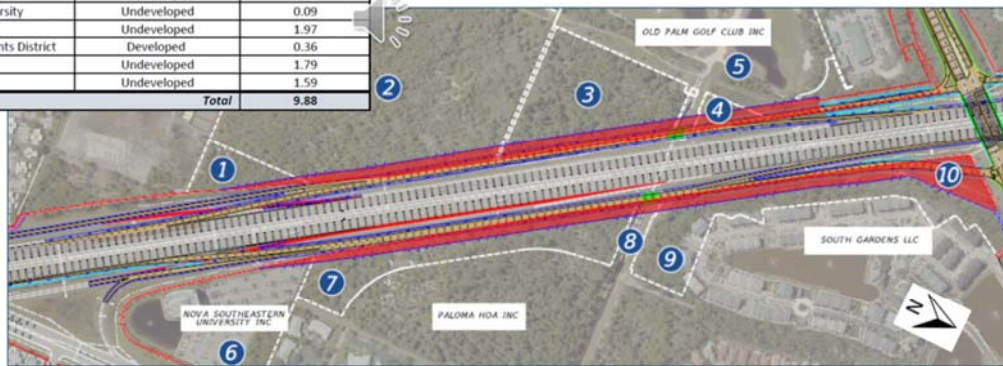 rsity Undeveloped 0.09
Undeveloped 1.97
nts District Developed 0.36
Undeveloped 1.79
Undeveloped 1.59
Total 9.88
OLD PALM GOLF CLUB INC
5
2
3
4
1
10
SOUTH GARDENS LLC
8
9
7
NOVA SOUTHEASTERN
UNIVERSITY INC
PALOMA HOA INC
6
N